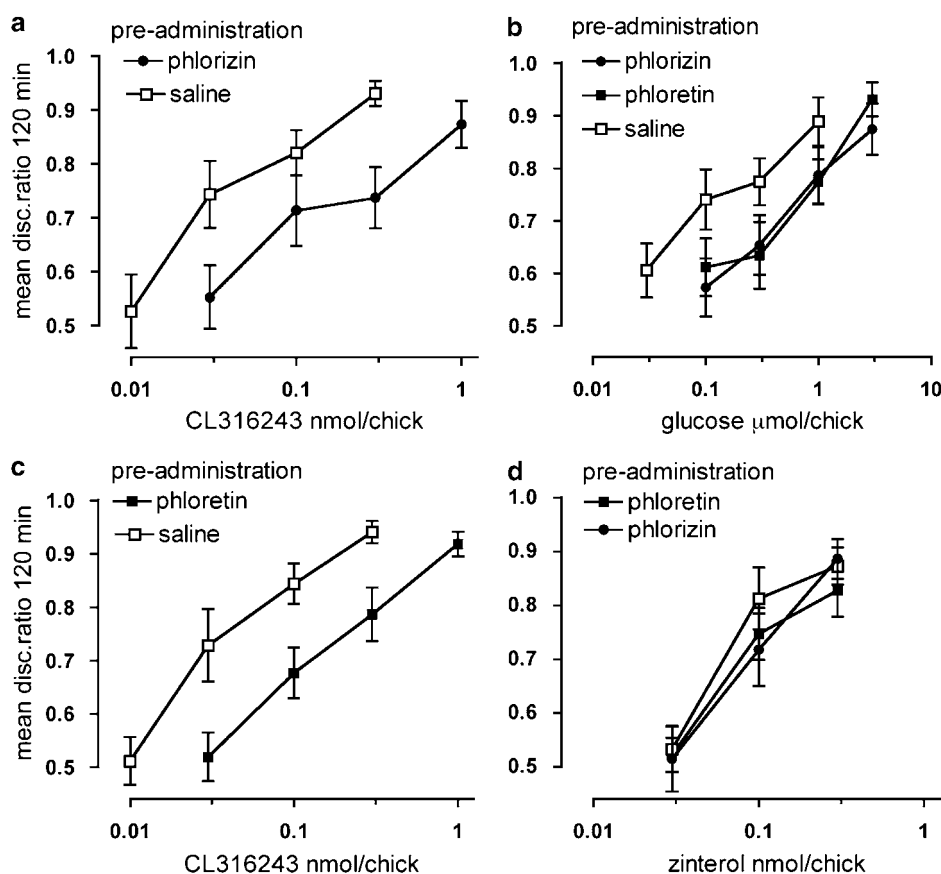 a
pre-administration
phlorizin
saline
mean disc.ratio 120 min
1.0
0.9
0.8
0.7
0.6
0.5
0.01
0.1
1
CL316243 nmol/chick
b
pre-administration
phlorizin
phloretin
saline
1.0
0.9
0.8
0.7
0.6
0.5
0.01
0.1
1
10
glucose μmol/chick
c
pre-administration
phloretin
saline
mean disc.ratio 120 min
1.0
0.9
0.8
0.7
0.6
0.5
0.01
0.1
1
CL316243 nmol/chick
d
pre-administration
phloretin
phlorizin
1.0
0.9
0.8
0.7
0.6
0.5
0.01
0.1
1
zinterol nmol/chick